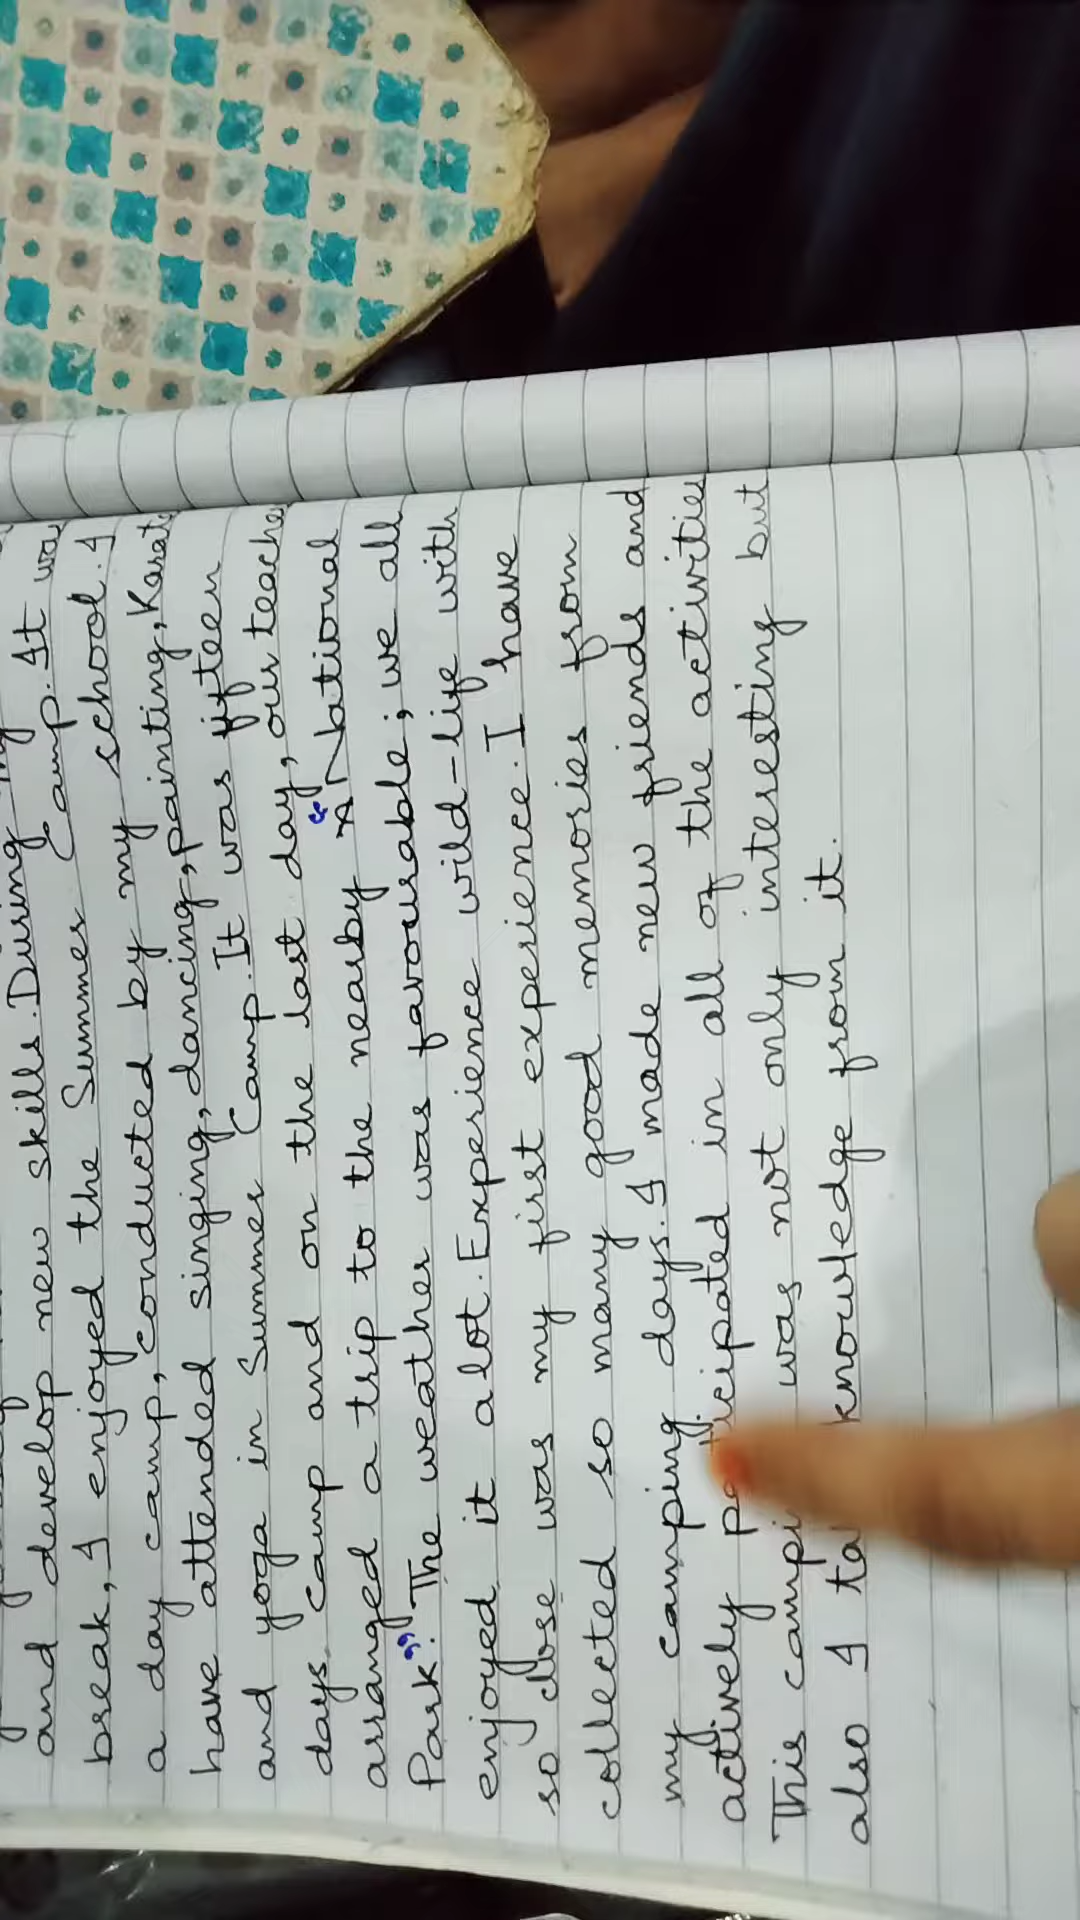 and develop new skills. During
break, I enjoyed the Summer Camp. It was
a day camp, conducted by my school. I
have attended singing, dancing, painting, Karate
and yoga in Summer Camp. It was fifteen
days camp and on the last day, our teacher
arranged a trip to the nearby “ National
Park.” The weather was favourable; we all
enjoyed it alot. Experience wild-life with
so close was my first experience. I have
collected so many good memories from
my camping days. I made new friends and
actively participated in all of the activities
This campi was not only interesting but
also I ta knowledge from it.